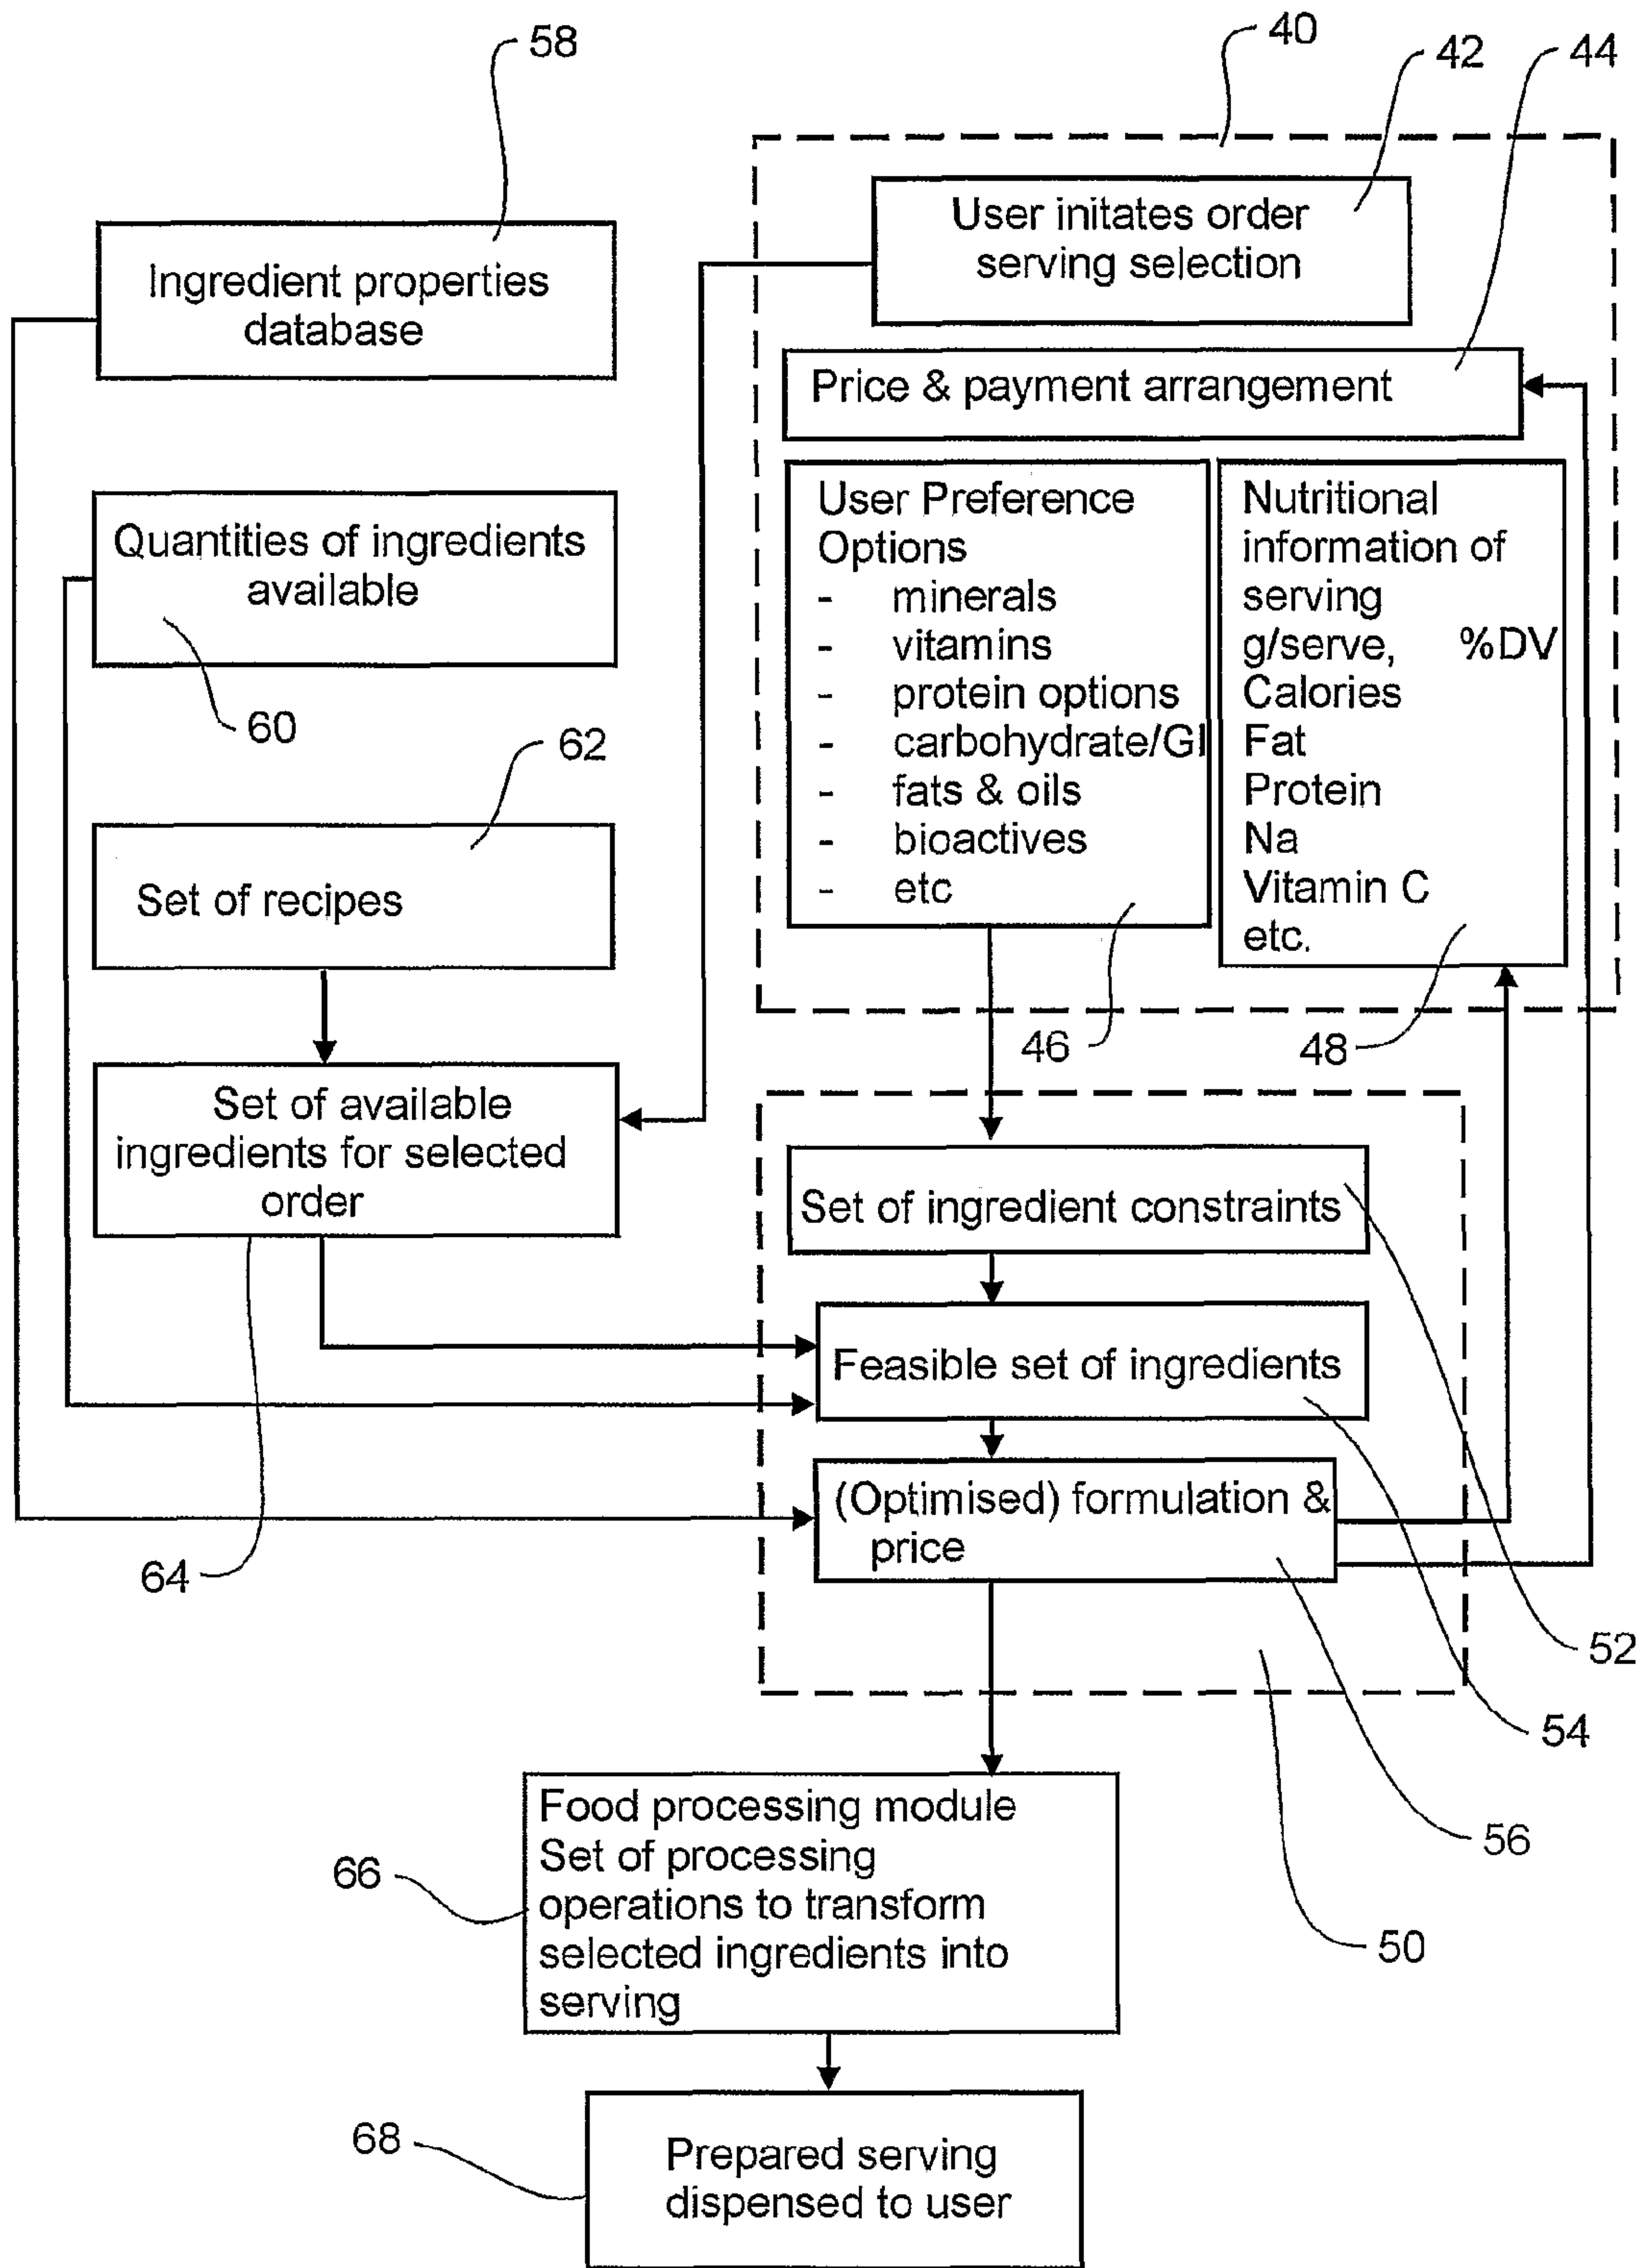 58
40
42
44
User initates order
serving selection
Ingredient properties
database
Price & payment arrangement
Quantities of ingredients
available
60
User Preference
Options
- minerals
- vitamins
- protein options
- carbohydrate/GI
- fats & oils
- bioactives
- etc
Nutritional
information of
serving
g/serve, %DV
Calories
Fat
Protein
Na
Vitamin C
etc.
62
Set of recipes
46
48
Set of available
ingredients for selected
order
Set of ingredient constraints
Feasible set of ingredients
(Optimised) formulation &
price
64
52
54
Food processing module
Set of processing
operations to transform
selected ingredients into
serving
56
66
50
68
Prepared serving
dispensed to user